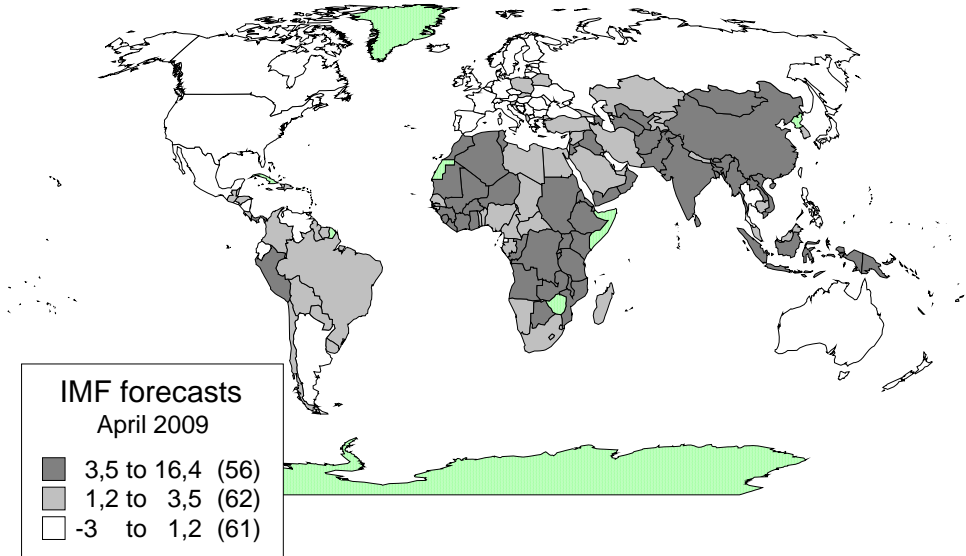 IMF forecasts
April 2009
3,5 to 16,4 (56)
1,2 to 3,5 (62)
-3 to 1,2 (61)